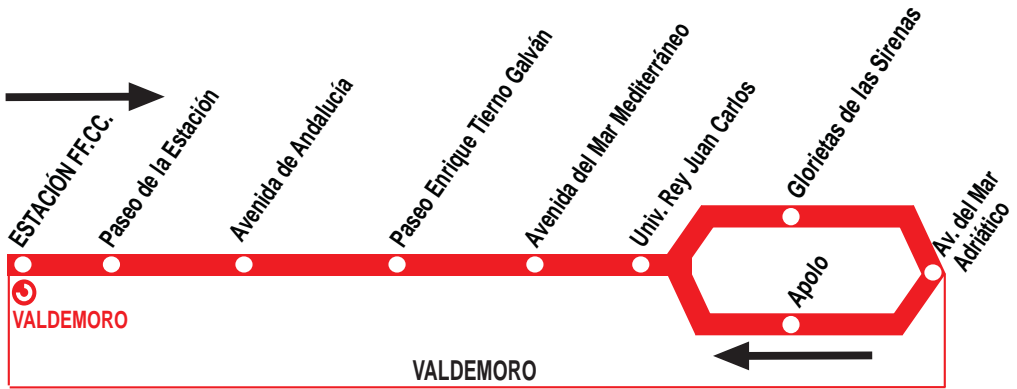 ESTACIÓN FF.CC.
Paseo de la Estación
Avenida de Andalucía
Paseo Enrique Tierno Galván
Avenida del Mar Mediterráneo
Univ. Rey Juan Carlos
Glorietas de las Sirenas
Av. del Mar
Adriático
Apolo
VALDEMORO
VALDEMORO